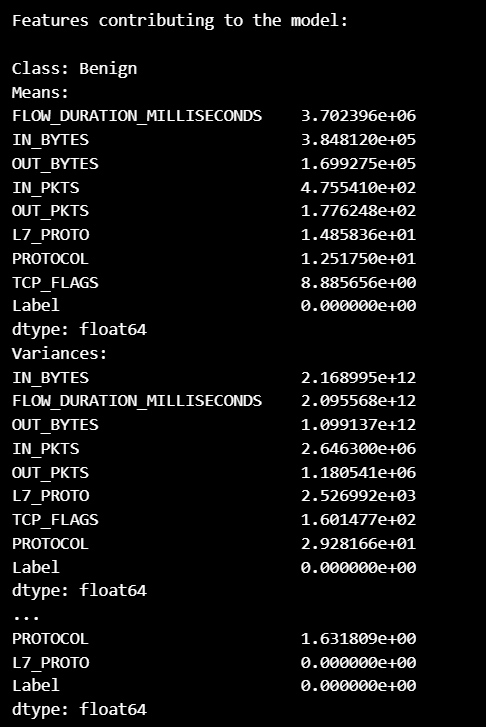 Features contributing to the model:
Class: Benign
Means:
FLOW_DURATION_MILLISECONDS 3.702396e+06
IN_BYTES 3.848120e+05
OUT_BYTES 1.699275e+05
IN_PKTS 4.755410e+02
OUT_PKTS 1.776248e+02
L7_PROTO 1.485836e+01
PROTOCOL 1.251750e+01
TCP_FLAGS 8.885656e+00
Label 0.000000e+00
dtype: float64
Variances:
IN_BYTES 2.168995e+12
FLOW_DURATION_MILLISECONDS 2.095568e+12
OUT_BYTES 1.099137e+12
IN_PKTS 2.646300e+06
OUT_PKTS 1.180541e+06
L7_PROTO 2.526992e+03
TCP_FLAGS 1.601477e+02
PROTOCOL 2.928166e+01
Label 0.000000e+00
dtype: float64
...
PROTOCOL 1.631809e+00
L7_PROTO 0.000000e+00
Label 0.000000e+00
dtype: float64